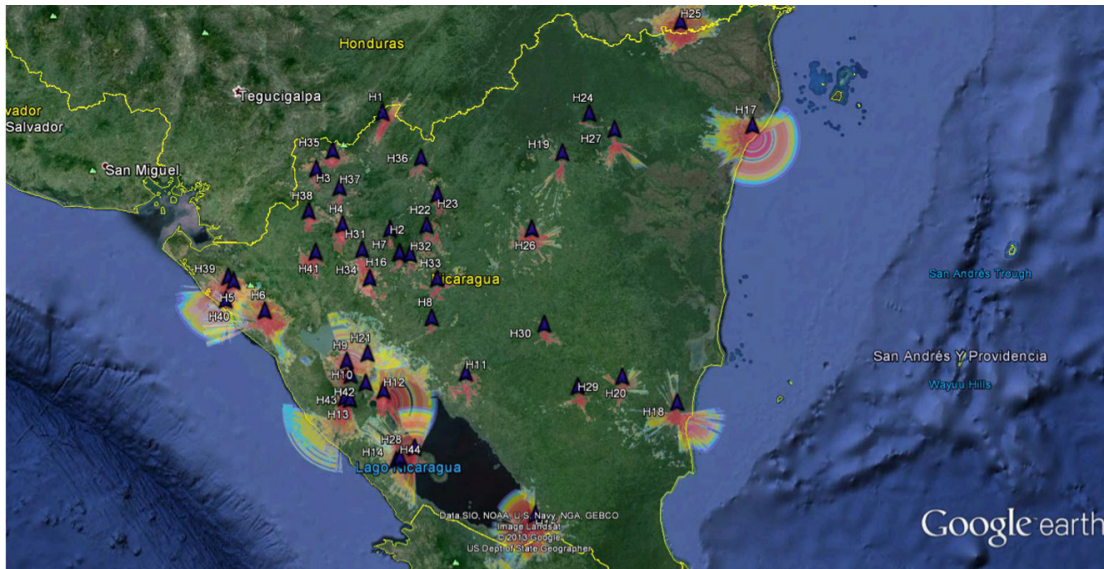 H25
Honduras
Tegucigalpa
H1
H24
vador
Salvador
H17
H27
H35
H19
H36
San Miguel
H3
H37
H23
H38
H4
H22
H2
H31
H7
H32
H26
H33
H41
H34
H16
H39
Nicaragua
San Andrés Trough
H5
H6
H40
H8
H30
H21
H9
San Andrés Y Providencia
H11
H10
Wayuu Hills
H12
H29
H20
H42
H43
H18
H13
H28
H14
H44
Lago Nicaragua
Data SIO, NOAA, U.S. Navy, NGA, GEBCO
Image Landsat
© 2013 Google
US Dept of State Geographer
Google earth